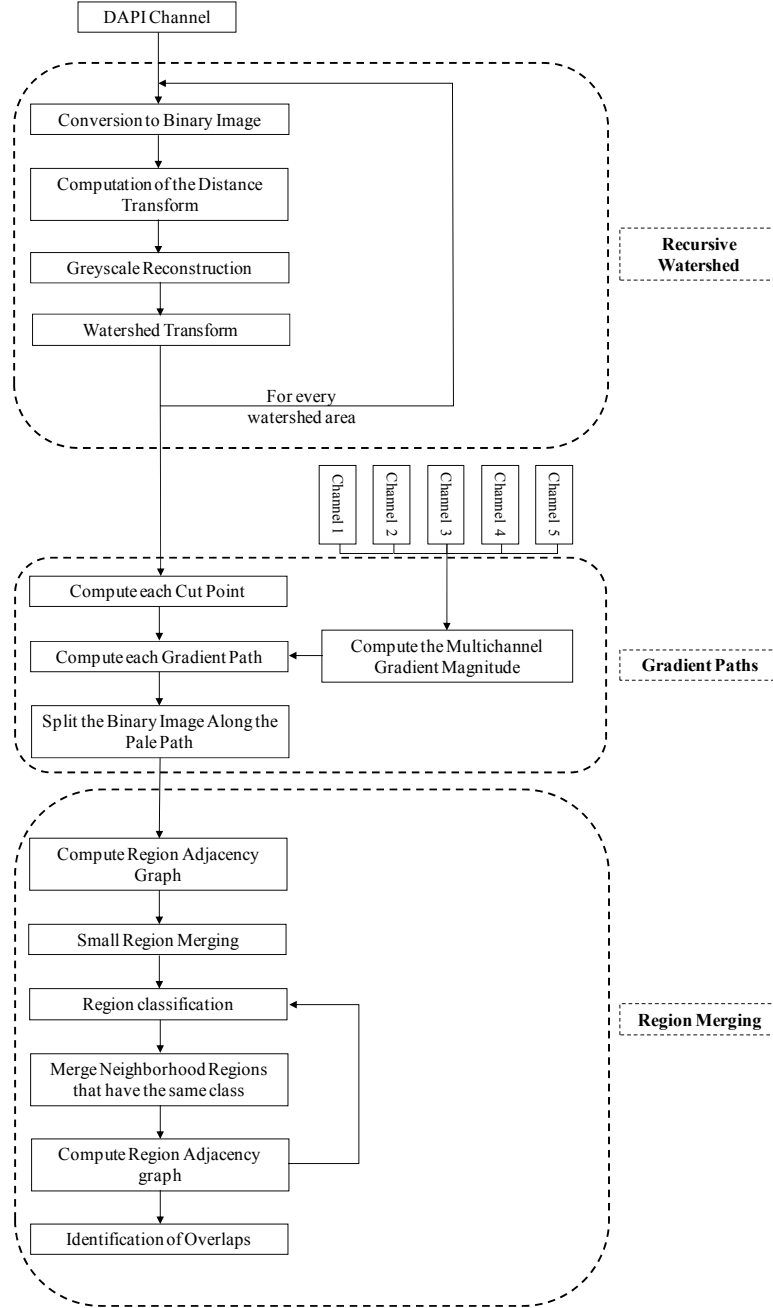 DAPI Channel
Conversion to Binary Image
Computation of the Distance
Transform
Greyscale Reconstruction
Watershed Transform
For every
watershed area
Recursive
Watershed
Channel 1
Channel 2
Channel 3
Channel 4
Channel 5
Compute each Cut Point
Compute each Gradient Path
Compute the Multichannel
Gradient Magnitude
Split the Binary Image Along the
Pale Path
Gradient Paths
Compute Region Adjacency
Graph
Small Region Merging
Region classification
Merge Neighborhood Regions
that have the same class
Compute Region Adjacency
graph
Identification of Overlaps
Region Merging